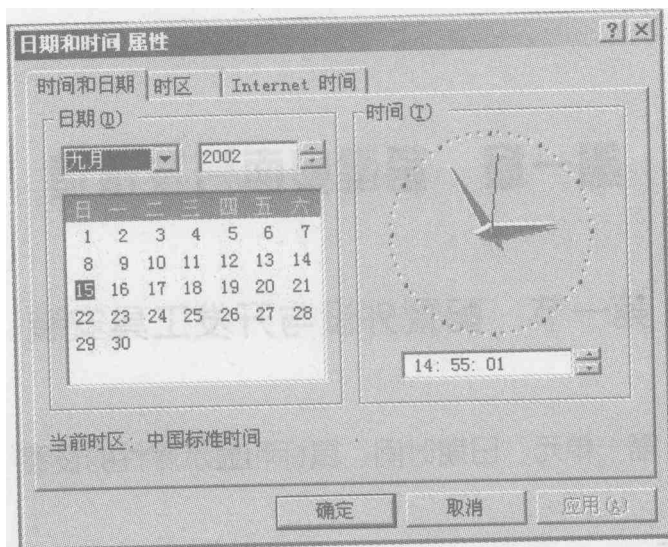 日期和时间 属性
时间和日期 时区 Internet 时间
日期(D)
九月 2002
日 一 二 三 四 五 六
1 2 3 4 5 6 7
8 9 10 11 12 13 14
15 16 17 18 19 20 21
22 23 24 25 26 27 28
29 30
时间(T)
14: 55: 01
当前时区: 中国标准时间
确定 取消 应用(A)